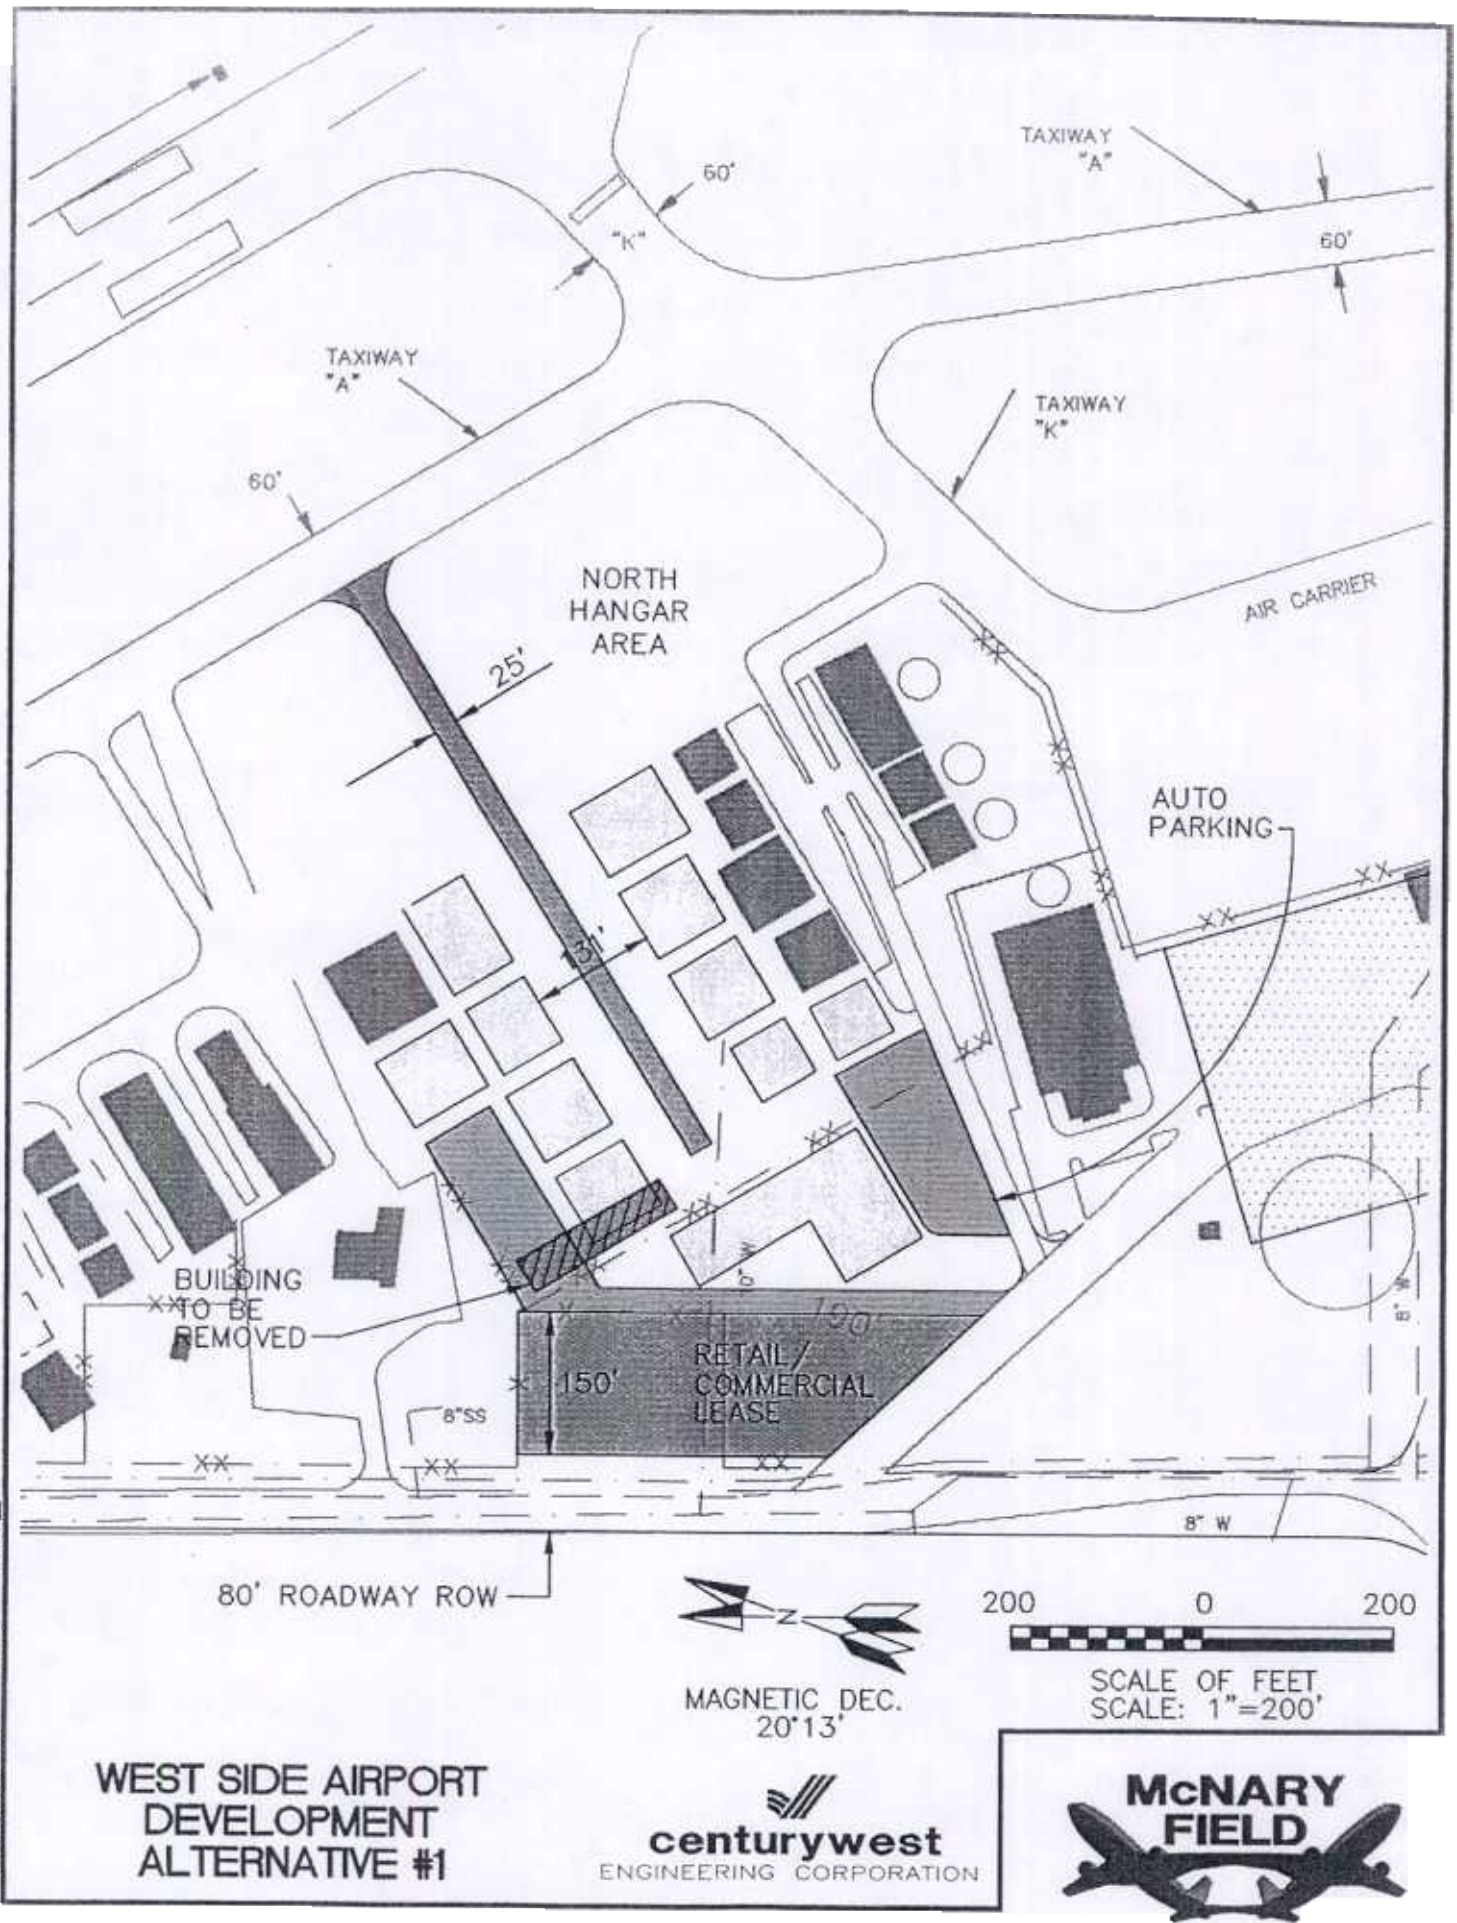 TAXIWAY
"A"
60'
"K"
60'
TAXIWAY
"A"
TAXIWAY
"K"
60'
NORTH
HANGAR
AREA
AIR CARRIER
25'
AUTO
PARKING
131'
BUILDING
TO BE
REMOVED
10" W
8" W
190'
RETAIL/
COMMERCIAL
LEASE
150'
8"SS
8" W
80' ROADWAY ROW
N
200 0 200
SCALE OF FEET
SCALE: 1"=200'
MAGNETIC DEC.
20°13'
WEST SIDE AIRPORT
DEVELOPMENT
ALTERNATIVE #1
centurywest
ENGINEERING CORPORATION
McNARY
FIELD